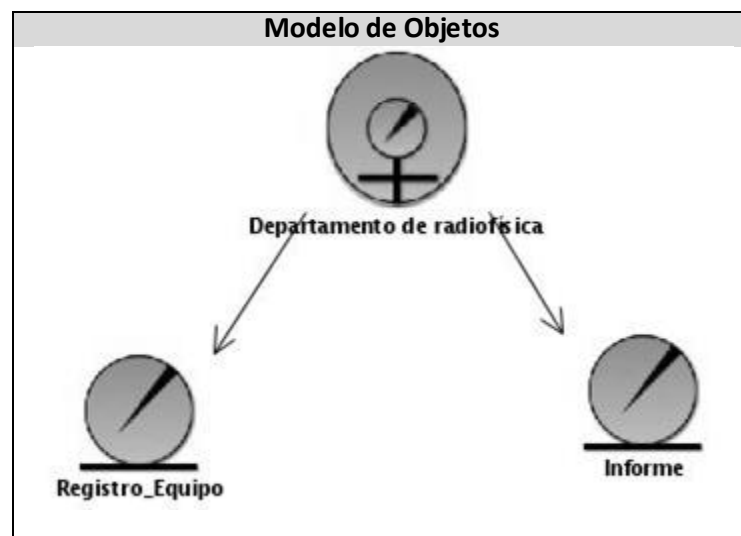 Modelo de Objetos
Departamento de radiofísica
Registro_Equipo
Informe